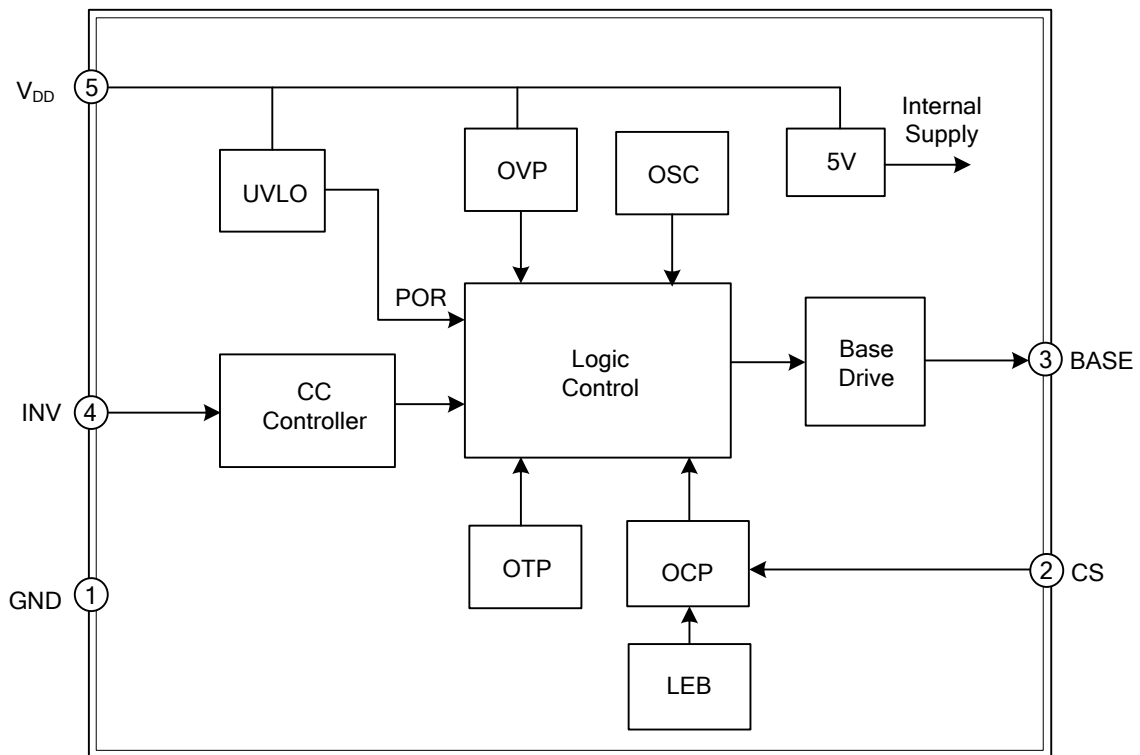 VDD
5
Internal
Supply
UVLO
OVP
OSC
5V
POR
Logic
Control
Base
Drive
3
BASE
INV
4
CC
Controller
GND
1
OTP
OCP
2
CS
LEB